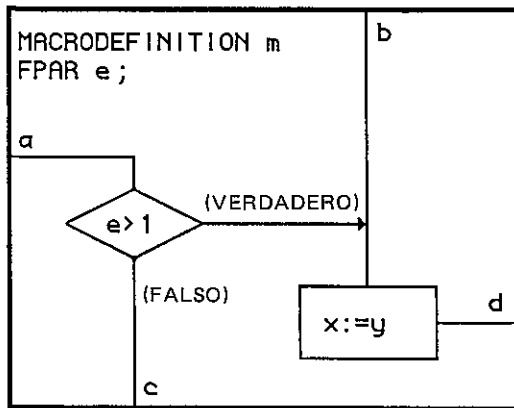 MACRODEFINITION m
FPAR e;
b
a
(VERDADERO)
e>1
(FALSO)
d
x:=y
c